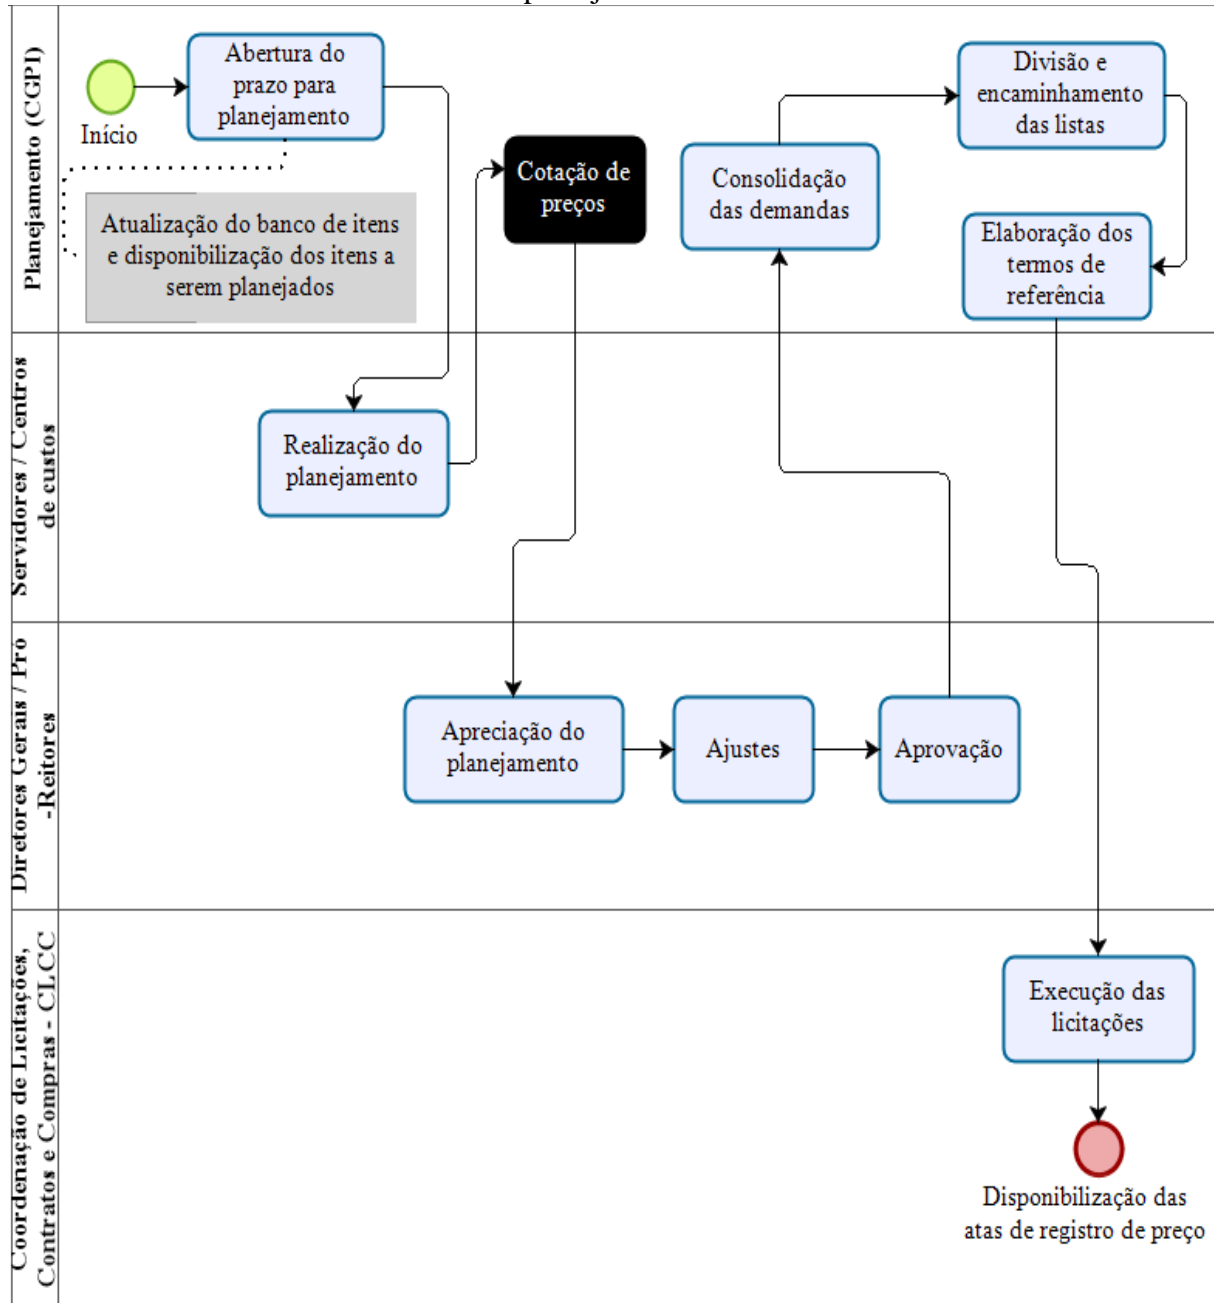 Planejamento (CGPI)
Início
Abertura do
prazo para
planejamento
Atualização do banco de itens
e disponibilização dos itens a
serem planejados
Cotação de
preços
Consolidação
das demandas
Divisão e
encaminhamento
das listas
Elaboração dos
termos de
referência
Servidores / Centros
de custos
Realização do
planejamento
Diretores Gerais / Pró
-Reitores
Apreciação do
planejamento
Ajustes
Aprovação
Coordenação de Licitações,
Contratos e Compras - CLCC
Execução das
licitações
Disponibilização das
atas de registro de preço